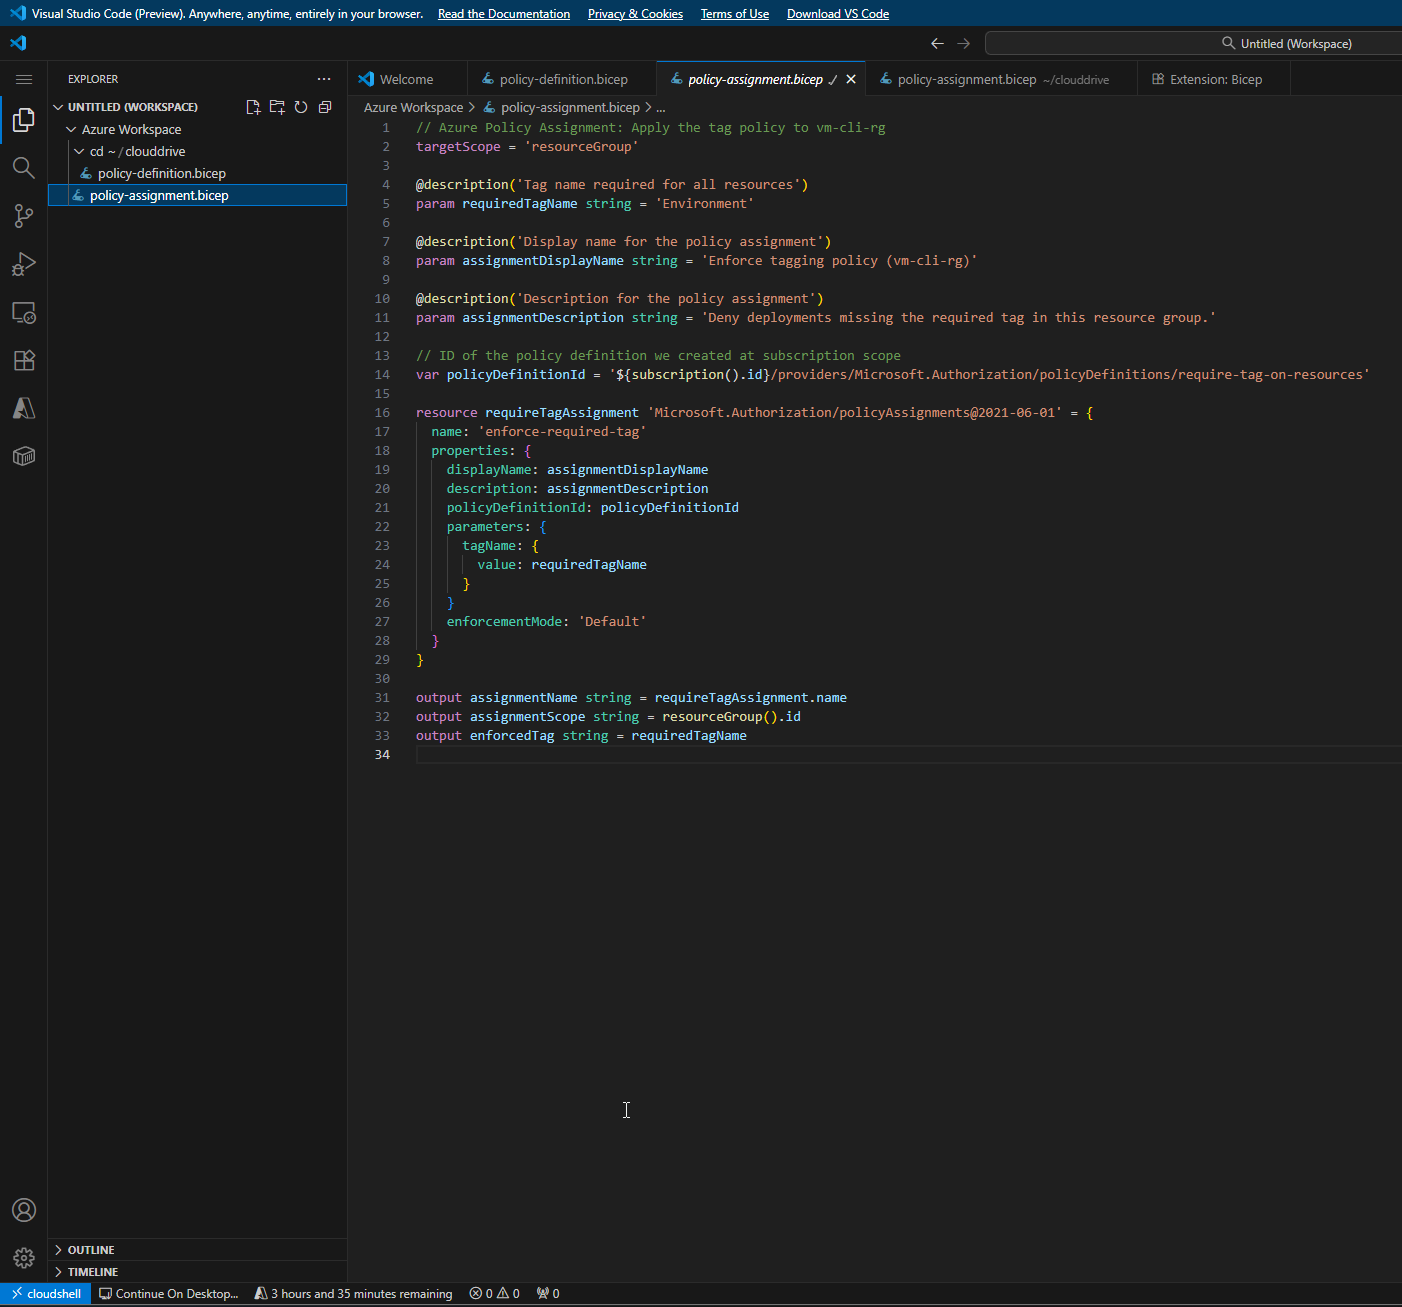 Visual Studio Code (Preview). Anywhere, anytime, entirely in your browser. Read the Documentation Privacy & Cookies Terms of Use Download VS Code
Untitled (Workspace)
EXPLORER
UNTITLED (WORKSPACE)
Azure Workspace
cd ~ / clouddrive
policy-definition.bicep
policy-assignment.bicep
OUTLINE
TIMELINE
Welcome policy-definition.bicep policy-assignment.bicep policy-assignment.bicep ~/clouddrive Extension: Bicep
Azure Workspace > policy-assignment.bicep > ...
1 // Azure Policy Assignment: Apply the tag policy to vm-cli-rg
2 targetScope = 'resourceGroup'
3
4 @description('Tag name required for all resources')
5 param requiredTagName string = 'Environment'
6
7 @description('Display name for the policy assignment')
8 param assignmentDisplayName string = 'Enforce tagging policy (vm-cli-rg)'
9
10 @description('Description for the policy assignment')
11 param assignmentDescription string = 'Deny deployments missing the required tag in this resource group.'
12
13 // ID of the policy definition we created at subscription scope
14 var policyDefinitionId = '${subscription().id}/providers/Microsoft.Authorization/policyDefinitions/require-tag-on-resources'
15
16 resource requireTagAssignment 'Microsoft.Authorization/policyAssignments@2021-06-01' = {
17 name: 'enforce-required-tag'
18 properties: {
19 displayName: assignmentDisplayName
20 description: assignmentDescription
21 policyDefinitionId: policyDefinitionId
22 parameters: {
23 tagName: {
24 value: requiredTagName
25 }
26 }
27 enforcementMode: 'Default'
28 }
29 }
30
31 output assignmentName string = requireTagAssignment.name
32 output assignmentScope string = resourceGroup().id
33 output enforcedTag string = requiredTagName
34
cloudshell Continue On Desktop... 3 hours and 35 minutes remaining 0 0 0